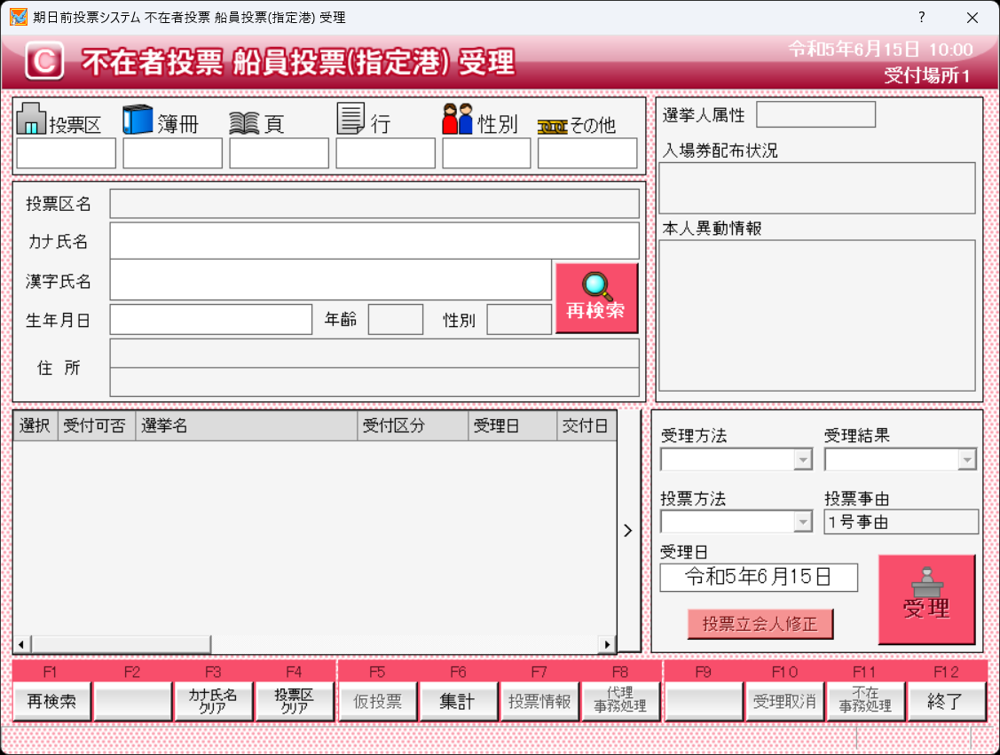 期日前投票システム 不在者投票 船員投票(指定港) 受理
?
C 不在者投票 船員投票(指定港) 受理
令和5年6月15日 10:00
受付場所1
投票区 簿冊 頁 行 性別 その他
投票区名
カナ氏名
漢字氏名
再検索
生年月日 年齢 性別
住 所
選挙人属性
入場券配布状況
本人異動情報
選択 受付可否 選挙名 受付区分 受理日 交付日
>
受理方法 受理結果
投票方法 投票事由
1号事由
受理日
令和5年6月15日
受理
投票立会人修正
F1 F2 F3 F4 F5 F6 F7 F8 F9 F10 F11 F12
再検索
カナ氏名
クリア
投票区
クリア
仮投票
集計
投票情報
代理
事務処理
受理取消
不在
事務処理
終了